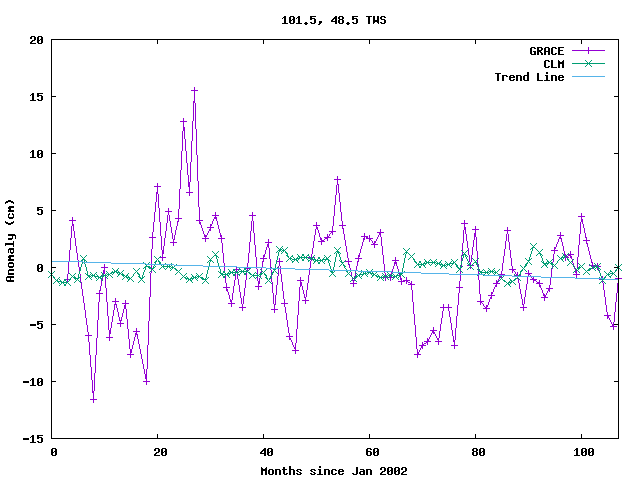 101.5, 48.5 TWS
GRACE
CLM
Trend Line
20
15
10
5
0
-5
-10
-15
Anomaly (cm)
0 20 40 60 80 100
Months since Jan 2002